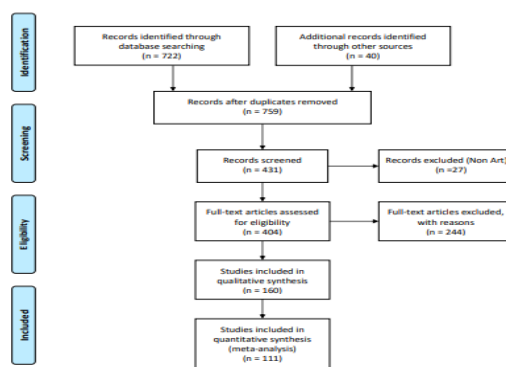 Identification
Records identified through
database searching
(n = 722)
Additional records identified
through other sources
(n = 40)
Records after duplicates removed
(n = 759)
Screening
Records screened
(n = 431)
Records excluded (Non Art)
(n =27)
Eligibility
Full-text articles assessed
for eligibility
(n = 404)
Full-text articles excluded,
with reasons
(n = 244)
Studies included in
qualitative synthesis
(n = 160)
Included
Studies included in
quantitative synthesis
(meta-analysis)
(n = 111)